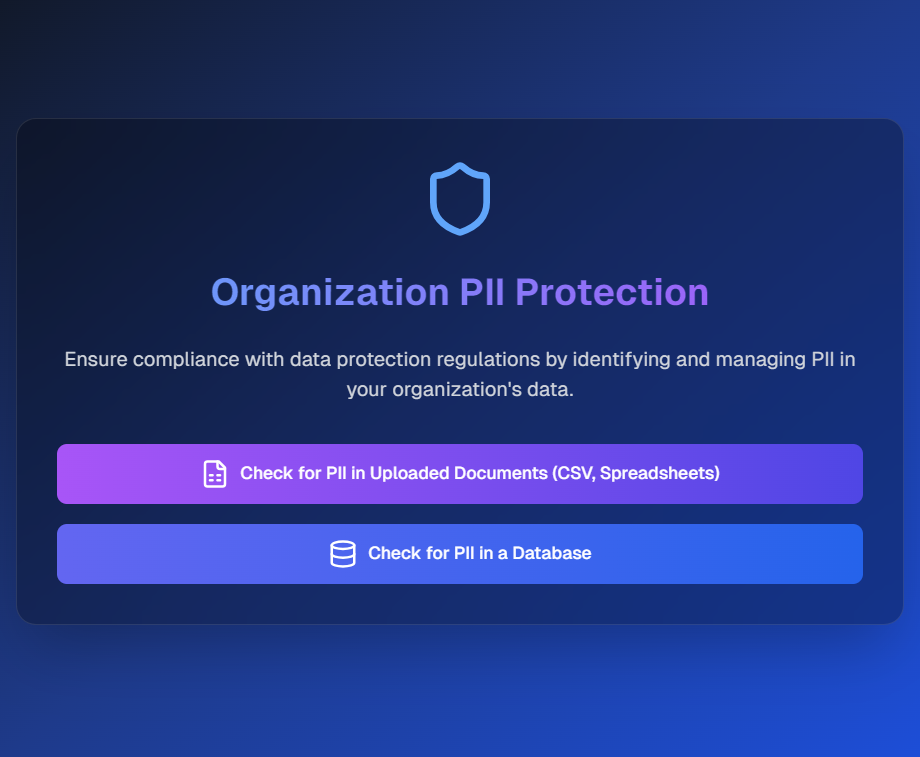 Organization PII Protection
Ensure compliance with data protection regulations by identifying and managing PII in
your organization's data.
Check for PII in Uploaded Documents (CSV, Spreadsheets)
Check for PII in a Database